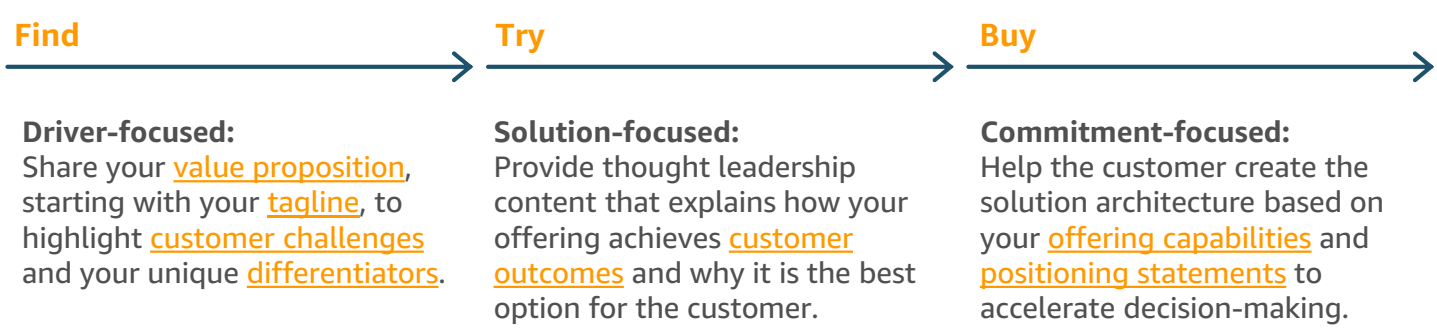 Find
Driver-focused:
Share your value proposition,
starting with your tagline, to
highlight customer challenges
and your unique differentiators.
Try
Solution-focused:
Provide thought leadership
content that explains how your
offering achieves customer
outcomes and why it is the best
option for the customer.
Buy
Commitment-focused:
Help the customer create the
solution architecture based on
your offering capabilities and
positioning statements to
accelerate decision-making.